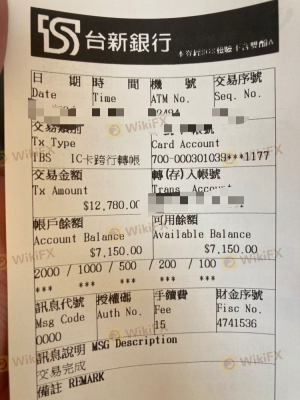 台新銀行
日期 時間 機號 交易序號
Date Time ATM No. Seq. No.
交易類別
Tx Type Card Account
IBS IC卡跨行轉帳 700-000301039***1177
交易金額 轉(存)入帳號
Tx Amount Trans. Account
$12,780.00
帳戶餘額 可用餘額
Account Balance Available Balance
$7,150.00 $7,150.00
2000 / 1000 / 500 / 200 / 100
*** *** *** *** ***
訊息代號 授權碼 手續費 財金序號
Msg Code Auth No. Fee Fisc No.
0000 15 4741536
訊息說明 MSG Description
交易完成
備註 REMARK
WikiFX